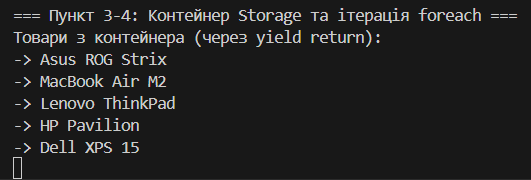 === Пункт 3-4: Контейнер Storage та ітерація foreach ===
Товари з контейнера (через yield return):
-> Asus ROG Strix
-> MacBook Air M2
-> Lenovo ThinkPad
-> HP Pavilion
-> Dell XPS 15